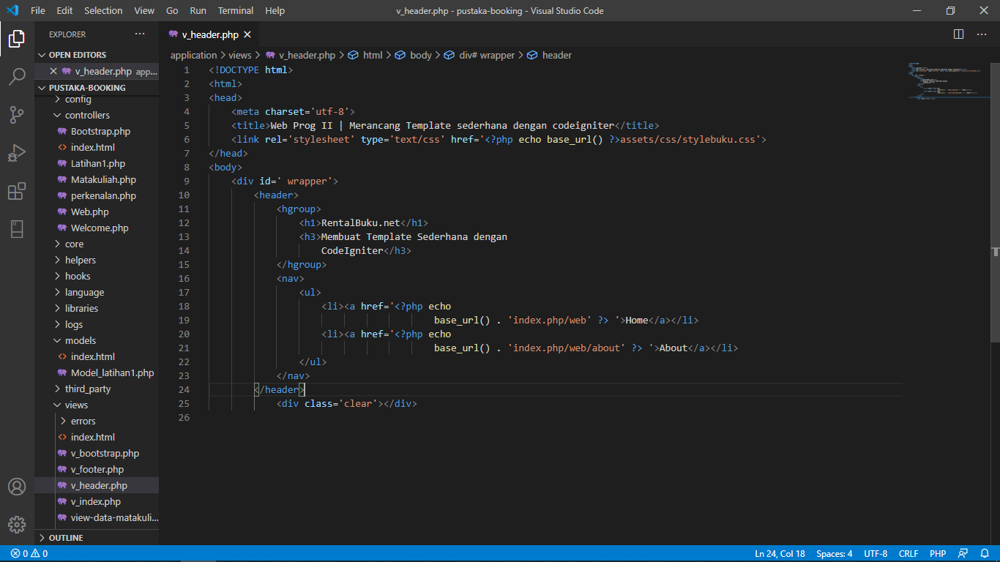 File Edit Selection View Go Run Terminal Help
v_header.php - pustaka-booking - Visual Studio Code
EXPLORER
OPEN EDITORS
v_header.php app...
PUSTAKA-BOOKING
config
controllers
Bootstrap.php
index.html
Latihan1.php
Matakuliah.php
perkenalan.php
Web.php
Welcome.php
core
helpers
hooks
language
libraries
logs
models
index.html
Model_latihan1.php
third_party
views
errors
index.html
v_bootstrap.php
v_footer.php
v_header.php
v_index.php
view-data-matakuli...
OUTLINE
v_header.php
application > views > v_header.php > html > body > div# wrapper > header
1 <!DOCTYPE html>
2 <html>
3 <head>
4 <meta charset='utf-8'>
5 <title>Web Prog II | Merancang Template sederhana dengan codeigniter</title>
6 <link rel='stylesheet' type='text/css' href='<?php echo base_url() ?>assets/css/stylebuku.css'>
7 </head>
8 <body>
9 <div id=' wrapper'>
10 <header>
11 <hgroup>
12 <h1>RentalBuku.net</h1>
13 <h3>Membuat Template Sederhana dengan
14 CodeIgniter</h3>
15 </hgroup>
16 <nav>
17 <ul>
18 <li><a href='<?php echo
19 base_url() . 'index.php/web' ?> '>Home</a></li>
20 <li><a href='<?php echo
21 base_url() . 'index.php/web/about' ?> '>About</a></li>
22 </ul>
23 </nav>
24 </header>
25 <div class='clear'></div>
26
0 0
Ln 24, Col 18 Spaces: 4 UTF-8 CRLF PHP